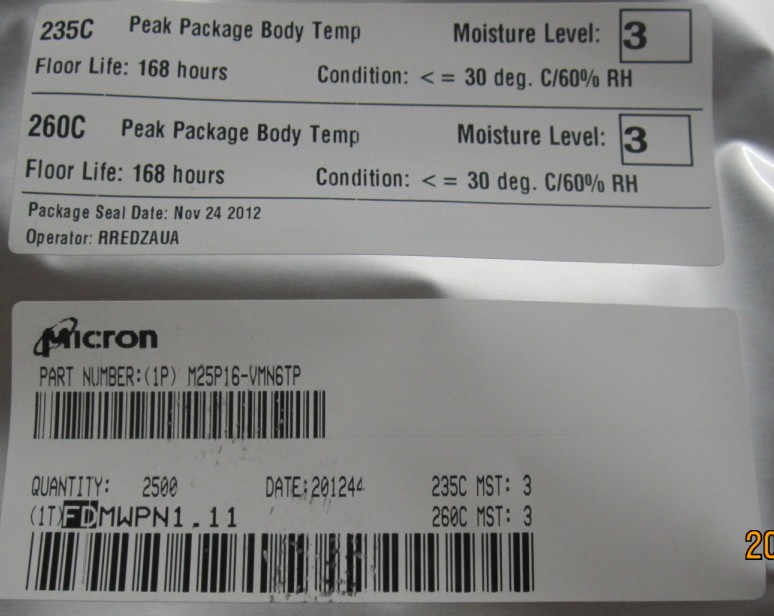 235C Peak Package Body Temp Moisture Level: 3
Floor Life: 168 hours Condition: < = 30 deg. C/60% RH
260C Peak Package Body Temp Moisture Level: 3
Floor Life: 168 hours Condition: < = 30 deg. C/60% RH
Package Seal Date: Nov 24 2012
Operator: RREDZAUA
Micron
PART NUMBER:(1P) M25P16-VMN6TP
QUANTITY: 2500 DATE:201244 235C MST: 3
(1T)FDMWPN1.11 260C MST: 3
20